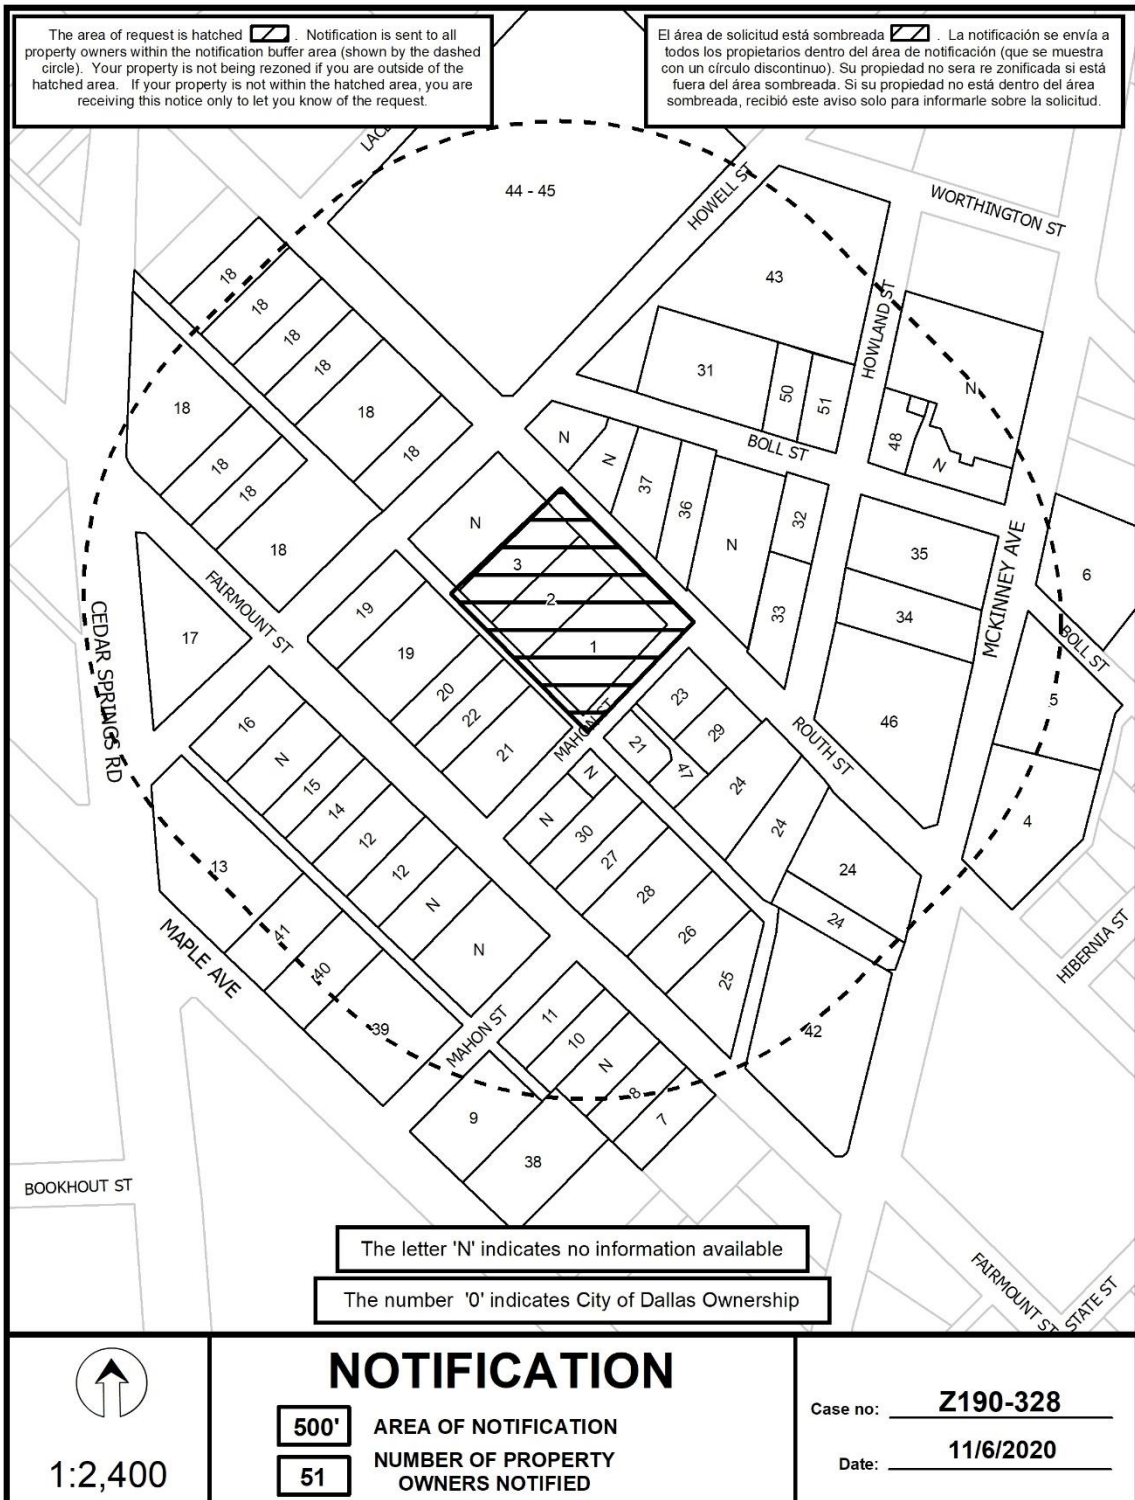 The area of request is hatched . Notification is sent to all
property owners within the notification buffer area (shown by the dashed
circle). Your property is not being rezoned if you are outside of the
hatched area. If your property is not within the hatched area, you are
receiving this notice only to let you know of the request.
El área de solicitud está sombreada . La notificación se envía a
todos los propietarios dentro del área de notificación (que se muestra
con un círculo discontinuo). Su propiedad no sera re zonificada si está
fuera del área sombreada. Si su propiedad no está dentro del área
sombreada, recibió este aviso solo para informarle sobre la solicitud.
44 - 45
HOWELL ST
WORTHINGTON ST
18
43
18
HOWLAND ST
18
31
18
N
50
18
18
51
BOLL ST
N
48
18
18
N
N
37
18
36
32
N
N
35
MCKINNEY AVE
18
3
6
FAIRMOUNT ST
2
19
33
34
17
19
1
BOLL ST
CEDAR SPRINGS RD
20
23
5
22
29
46
16
21
MAHON ST
21
ROUTH ST
N
47
N
24
15
14
N
30
24
4
12
27
13
12
28
24
N
26
24
41
N
MAPLE AVE
40
25
HIBERNIA ST
39
MAHON ST
11
10
42
N
8
9
7
38
BOOKHOUT ST
The letter 'N' indicates no information available
FAIRMOUNT ST
STATE ST
The number '0' indicates City of Dallas Ownership
1:2,400
NOTIFICATION
500' AREA OF NOTIFICATION
51 NUMBER OF PROPERTY
OWNERS NOTIFIED
Case no: Z190-328
Date: 11/6/2020